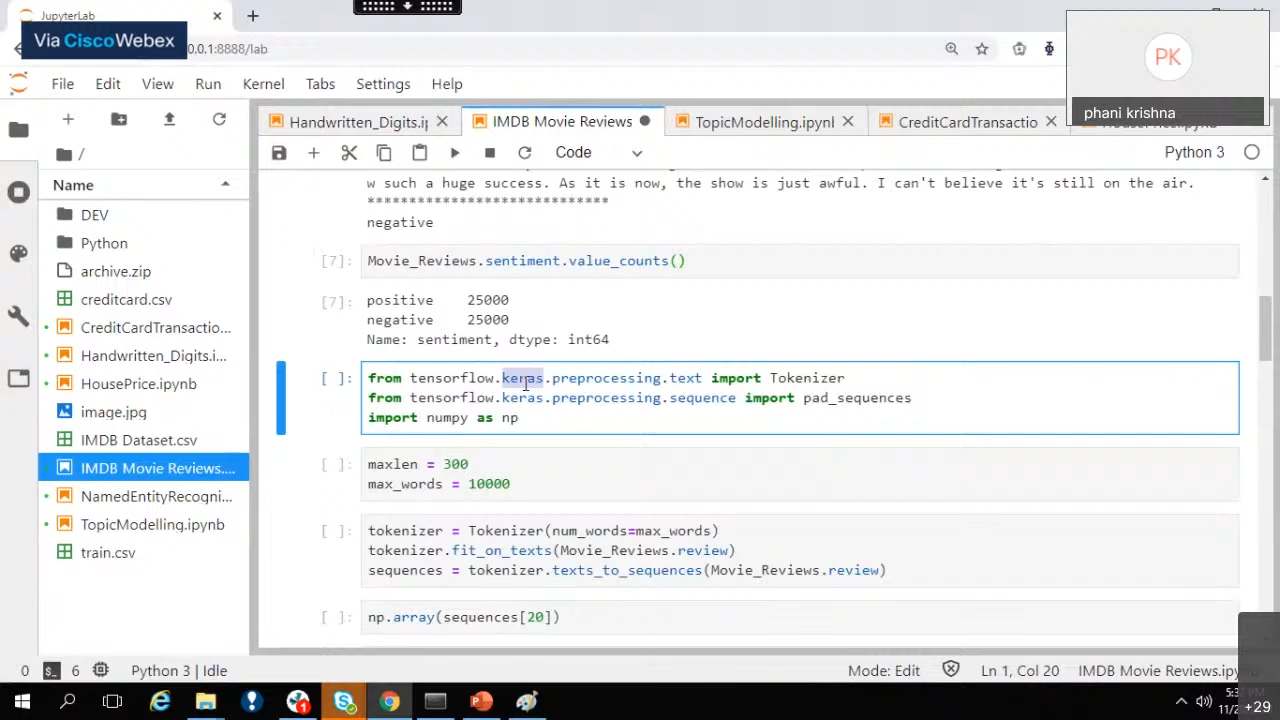 JupyterLab
Via Cisco Webex
0.0.1:8888/lab
PK
phani krishna
File Edit View Run Kernel Tabs Settings Help
Handwritten_Digits.i
IMDB Movie Reviews
TopicModelling.ipynb
CreditCardTransactio
Code
Python 3
/
Name
DEV
Python
archive.zip
creditcard.csv
CreditCardTransactio...
Handwritten_Digits.i...
HousePrice.ipynb
image.jpg
IMDB Dataset.csv
IMDB Movie Reviews....
NamedEntityRecogni...
TopicModelling.ipynb
train.csv
w such a huge success. As it is now, the show is just awful. I can't believe it's still on the air.
*****************************
negative
[7]: Movie_Reviews.sentiment.value_counts()
[7]: positive 25000
negative 25000
Name: sentiment, dtype: int64
[ ]: from tensorflow.keras.preprocessing.text import Tokenizer
from tensorflow.keras.preprocessing.sequence import pad_sequences
import numpy as np
[ ]: maxlen = 300
max_words = 10000
[ ]: tokenizer = Tokenizer(num_words=max_words)
tokenizer.fit_on_texts(Movie_Reviews.review)
sequences = tokenizer.texts_to_sequences(Movie_Reviews.review)
[ ]: np.array(sequences[20])
0 6 Python 3 | Idle
Mode: Edit Ln 1, Col 20 IMDB Movie Reviews.ipy
+29